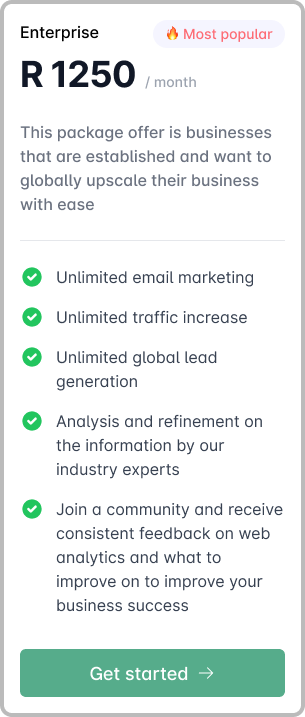 Enterprise
🔥 Most popular
R 1250 / month
This package offer is businesses
that are established and want to
globally upscale their business
with ease
Unlimited email marketing
Unlimited traffic increase
Unlimited global lead
generation
Analysis and refinement on
the information by our
industry experts
Join a community and receive
consistent feedback on web
analytics and what to
improve on to improve your
business success
Get started →